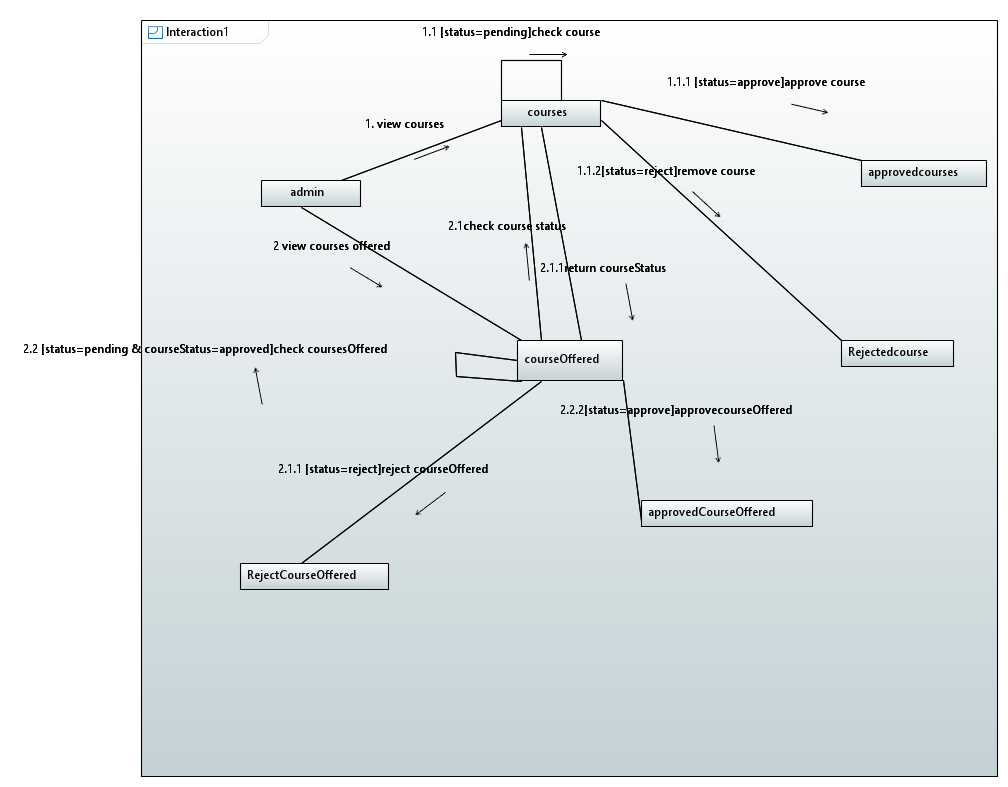 Interaction1
1.1 [status=pending]check course
1.1.1 [status=approve]approve course
courses
1. view courses
approvedcourses
1.1.2[status=reject]remove course
admin
2.1check course status
2 view courses offered
2.1.1return courseStatus
2.2 [status=pending & courseStatus=approved]check coursesOffered
courseOffered
Rejectedcourse
2.2.2[status=approve]approvecourseOffered
2.1.1 [status=reject]reject courseOffered
approvedCourseOffered
RejectCourseOffered